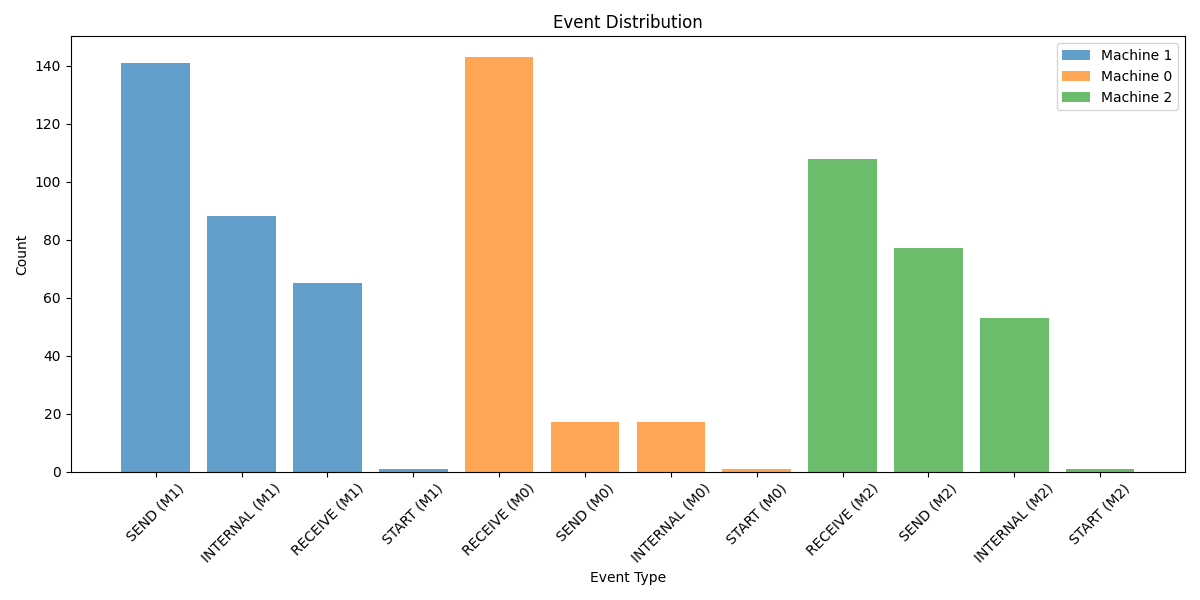 Event Distribution
Machine 1
Machine 0
Machine 2
Count
140
120
100
80
60
40
20
0
SEND (M1)
INTERNAL (M1)
RECEIVE (M1)
START (M1)
RECEIVE (M0)
SEND (M0)
INTERNAL (M0)
START (M0)
RECEIVE (M2)
SEND (M2)
INTERNAL (M2)
START (M2)
Event Type